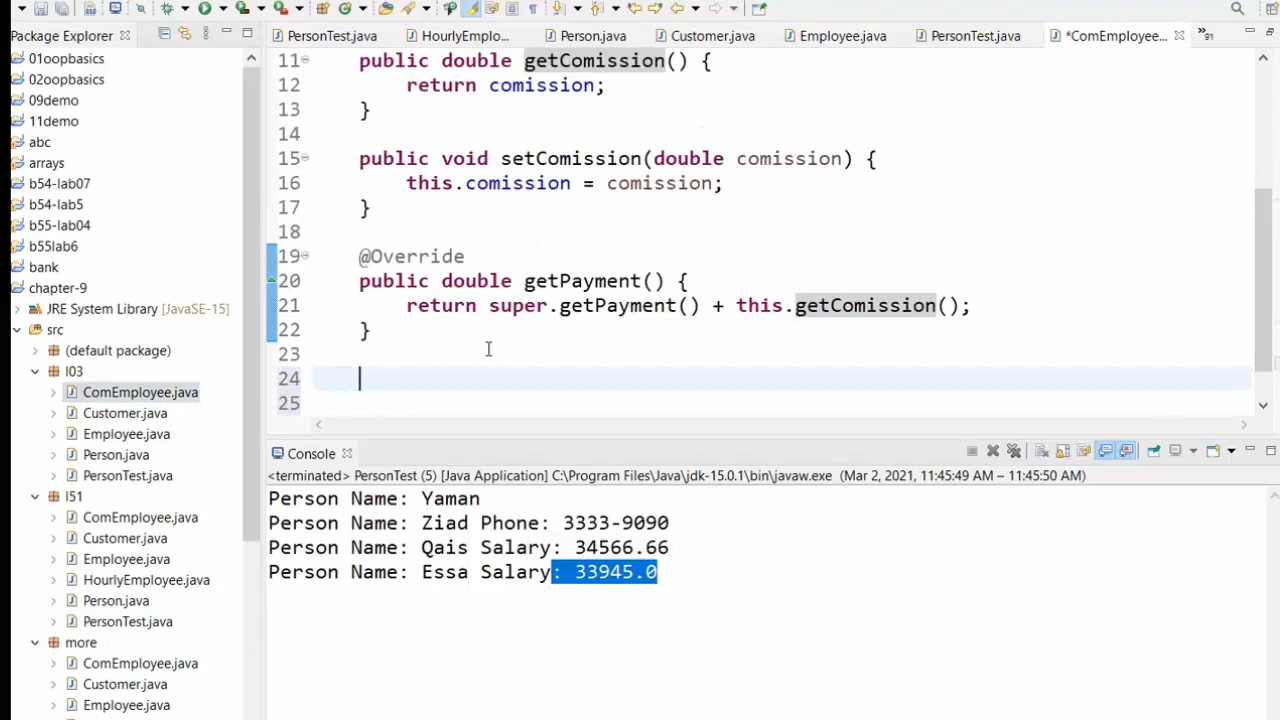 Package Explorer
PersonTest.java
HourlyEmplo...
Person.java
Customer.java
Employee.java
PersonTest.java
*ComEmployee...
91
01oopbasics
02oopbasics
09demo
11demo
abc
arrays
b54-lab07
b54-lab5
b55-lab04
b55lab6
bank
chapter-9
JRE System Library [JavaSE-15]
src
(default package)
l03
ComEmployee.java
Customer.java
Employee.java
Person.java
PersonTest.java
l51
ComEmployee.java
Customer.java
Employee.java
HourlyEmployee.java
Person.java
PersonTest.java
more
ComEmployee.java
Customer.java
Employee.java
11 public double getComission() {
12 return comission;
13 }
14
15 public void setComission(double comission) {
16 this.comission = comission;
17 }
18
19 @Override
20 public double getPayment() {
21 return super.getPayment() + this.getComission();
22 }
23
24
25
Console
<terminated> PersonTest (5) [Java Application] C:\Program Files\Java\jdk-15.0.1\bin\javaw.exe (Mar 2, 2021, 11:45:49 AM – 11:45:50 AM)
Person Name: Yaman
Person Name: Ziad Phone: 3333-9090
Person Name: Qais Salary: 34566.66
Person Name: Essa Salary: 33945.0